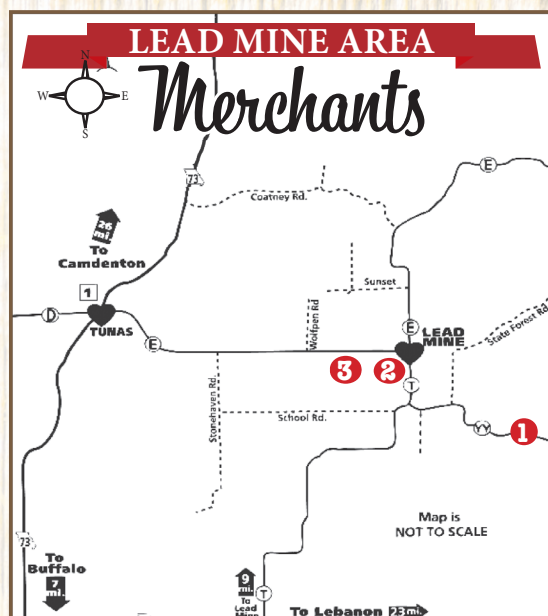 LEAD MINE AREA
Merchants
N
W E
S
E
73
Coatney Rd.
26
mi.
To
Camdenton
Sunset
1
D
TUNAS
Wolfpen Rd
E
LEAD
MINE
State Forest Rd
E
3
2
T
Stonehaven Rd.
School Rd.
YY
1
Map is
NOT TO SCALE
73
To
Buffalo
7
mi.
9
mi.
To
Lead
Mine
T
To Lebanon 23mi.